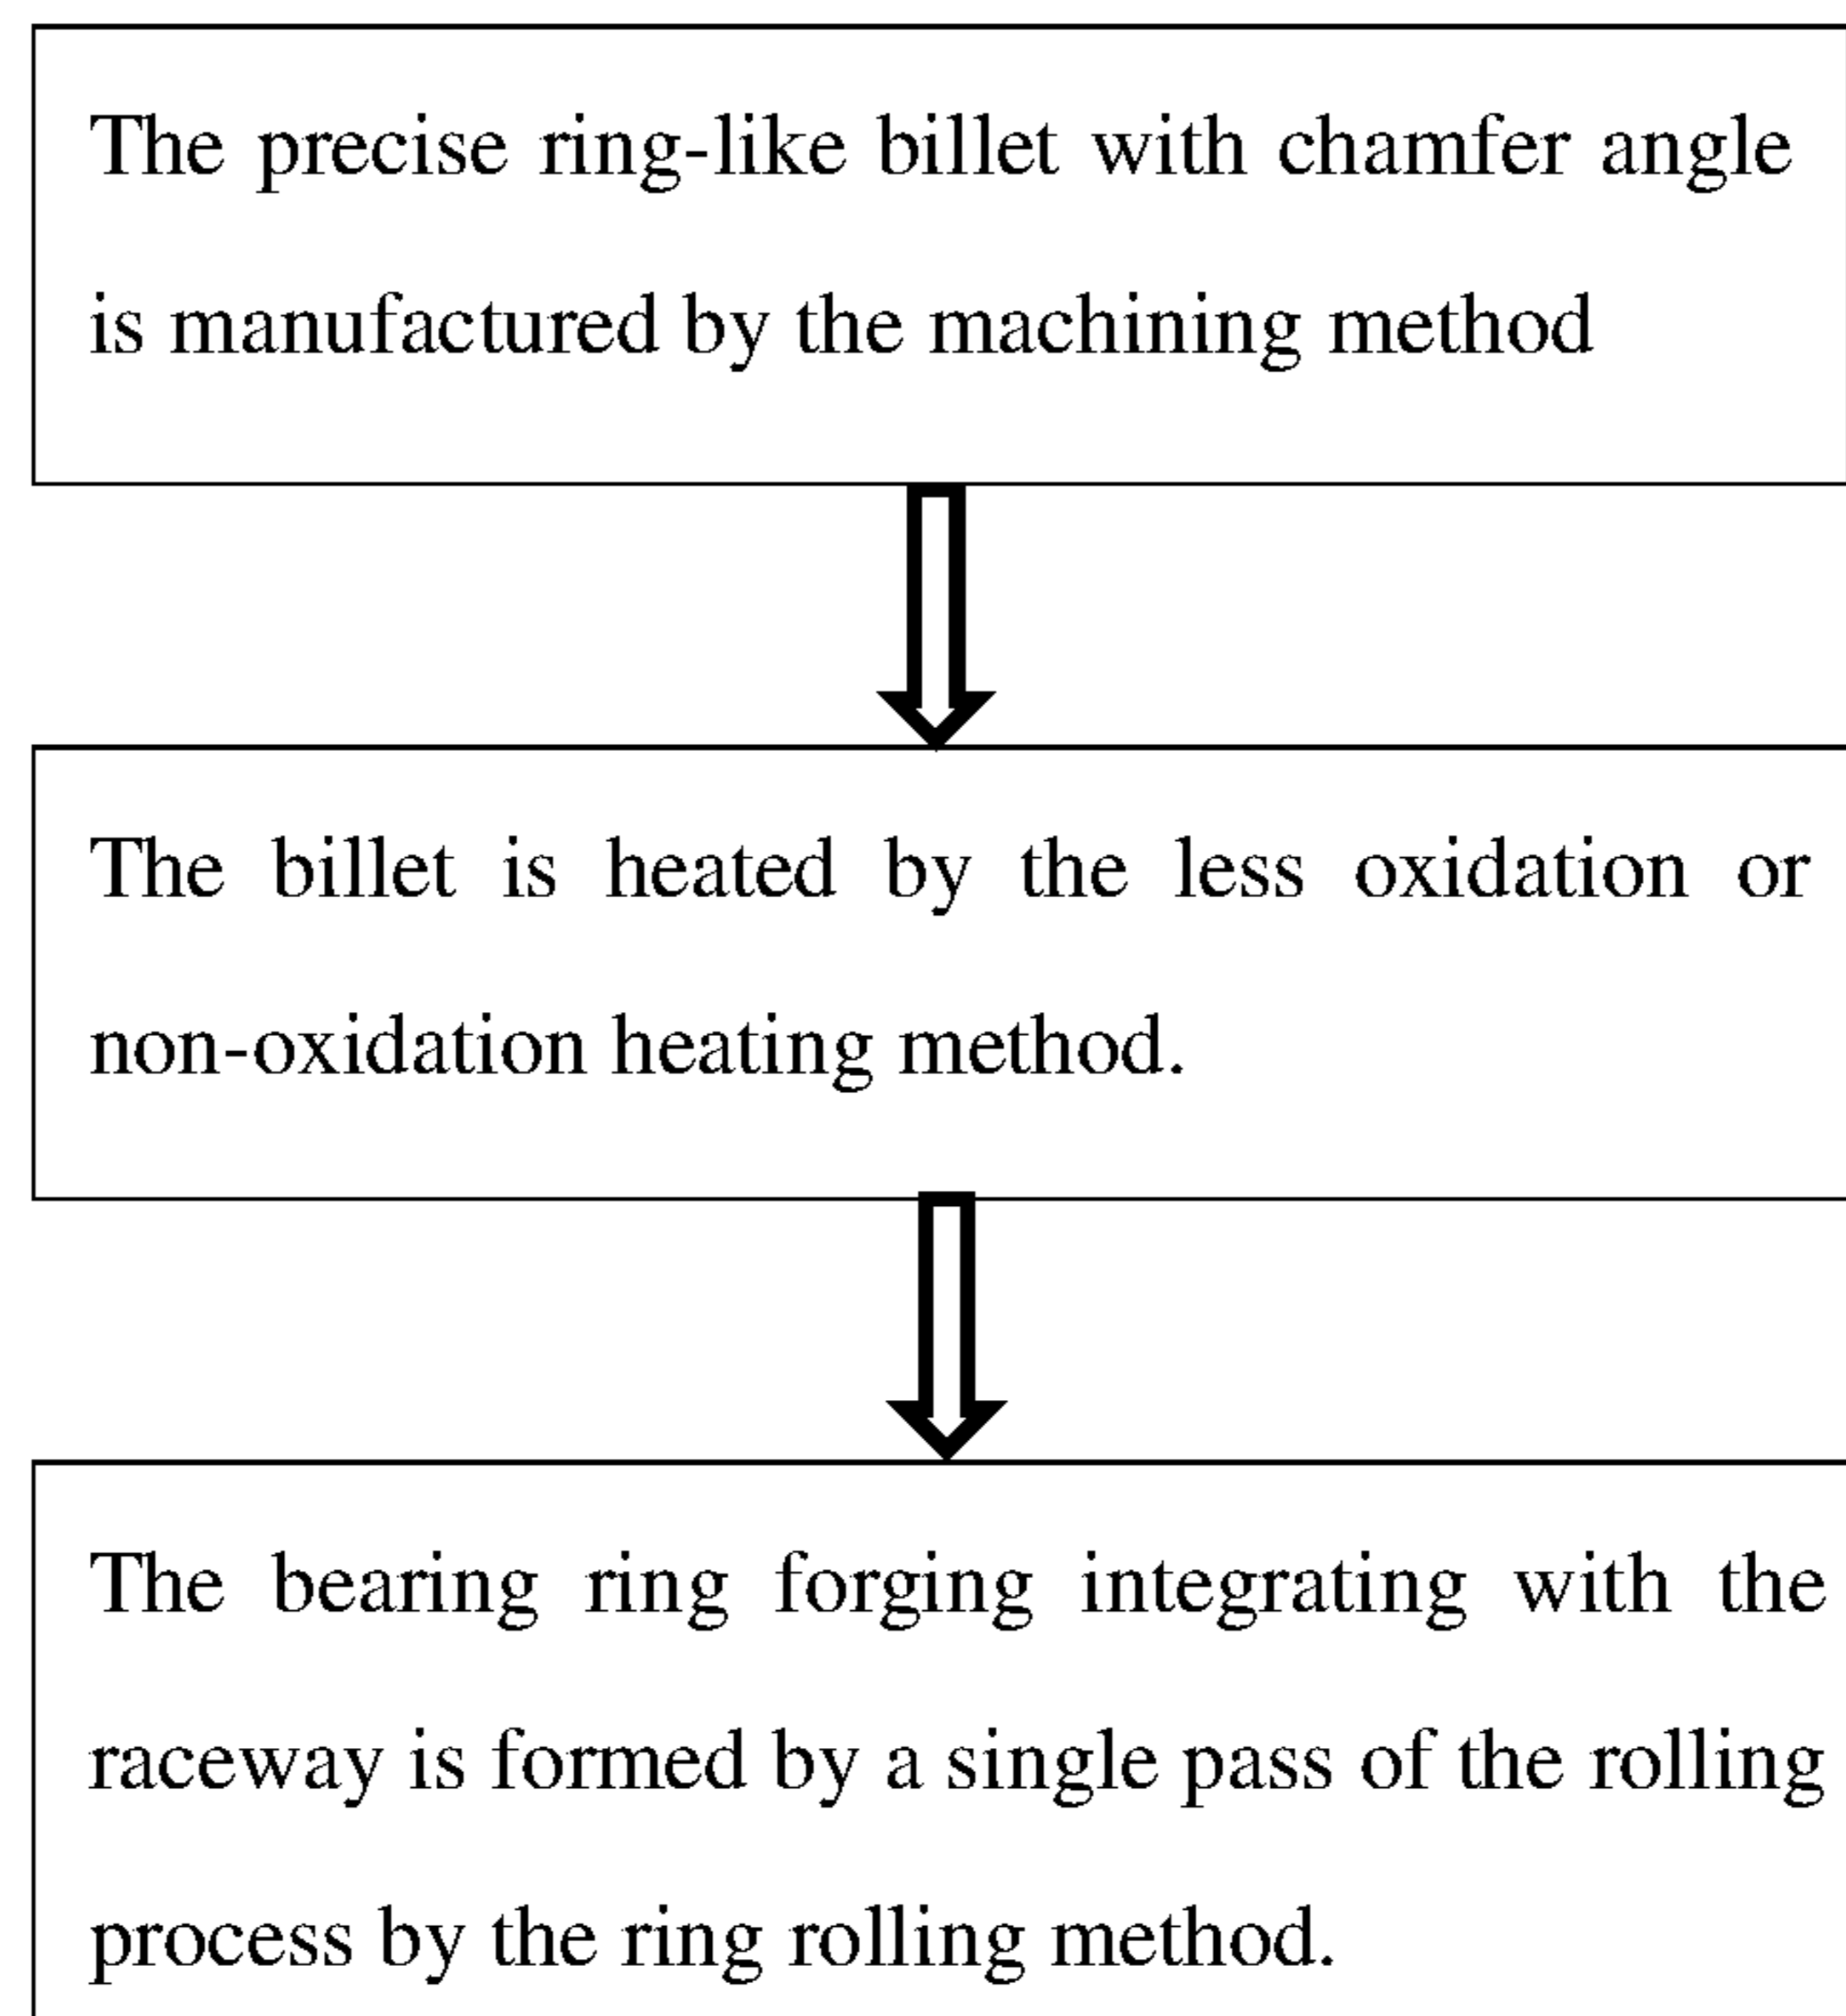 The precise ring-like billet with chamfer angle
is manufactured by the machining method
The billet is heated by the less oxidation or
non-oxidation heating method.
The bearing ring forging integrating with the
raceway is formed by a single pass of the rolling
process by the ring rolling method.